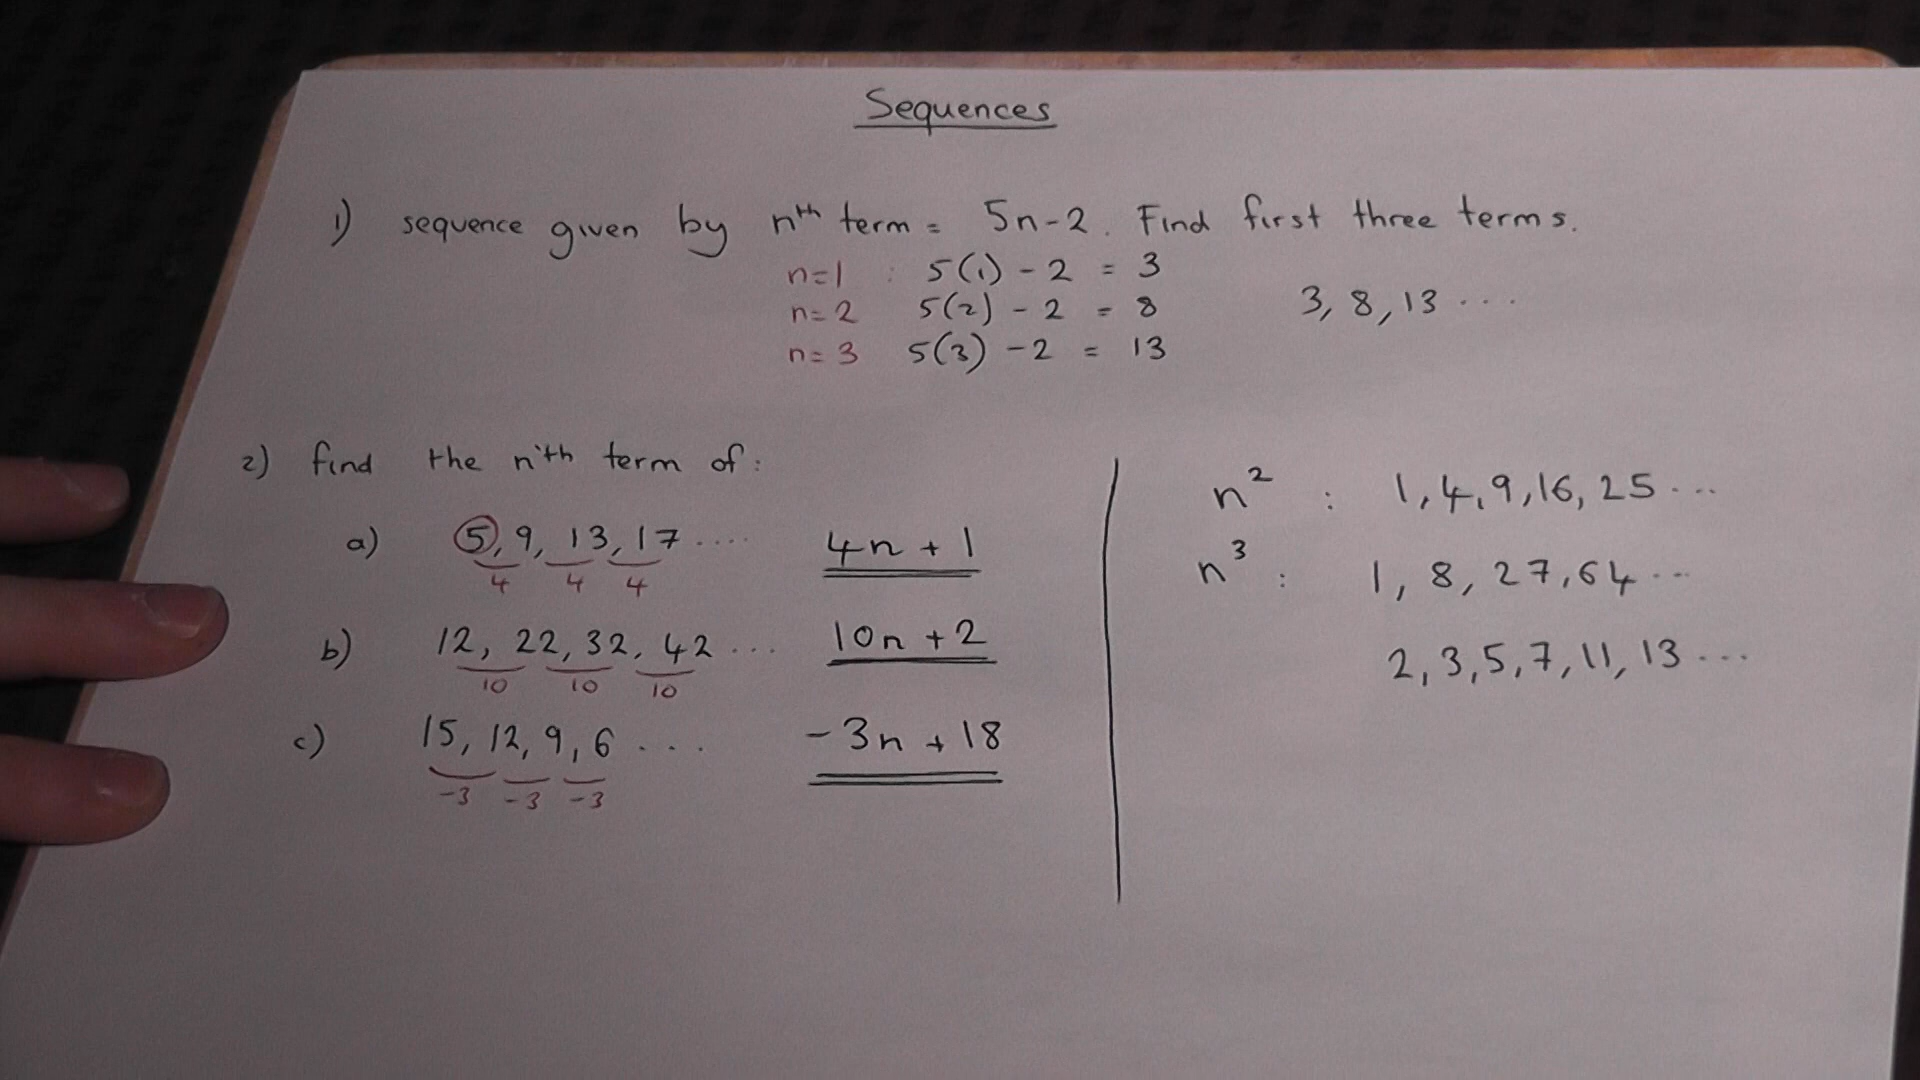 Sequences
1) sequence given by nth term = 5n-2. Find first three terms.
n=1 : 5(1) - 2 = 3
n=2 5(2) - 2 = 8
3, 8, 13 ...
n=3 5(3) - 2 = 13
2) find the n'th term of:
a) 5, 9, 13, 17 .... 4n + 1
4 4 4
b) 12, 22, 32, 42 ... 10n + 2
10 10 10
c) 15, 12, 9, 6 .... -3n + 18
-3 -3 -3
n² : 1, 4, 9, 16, 25 ...
n³ : 1, 8, 27, 64 ...
2, 3, 5, 7, 11, 13 ...